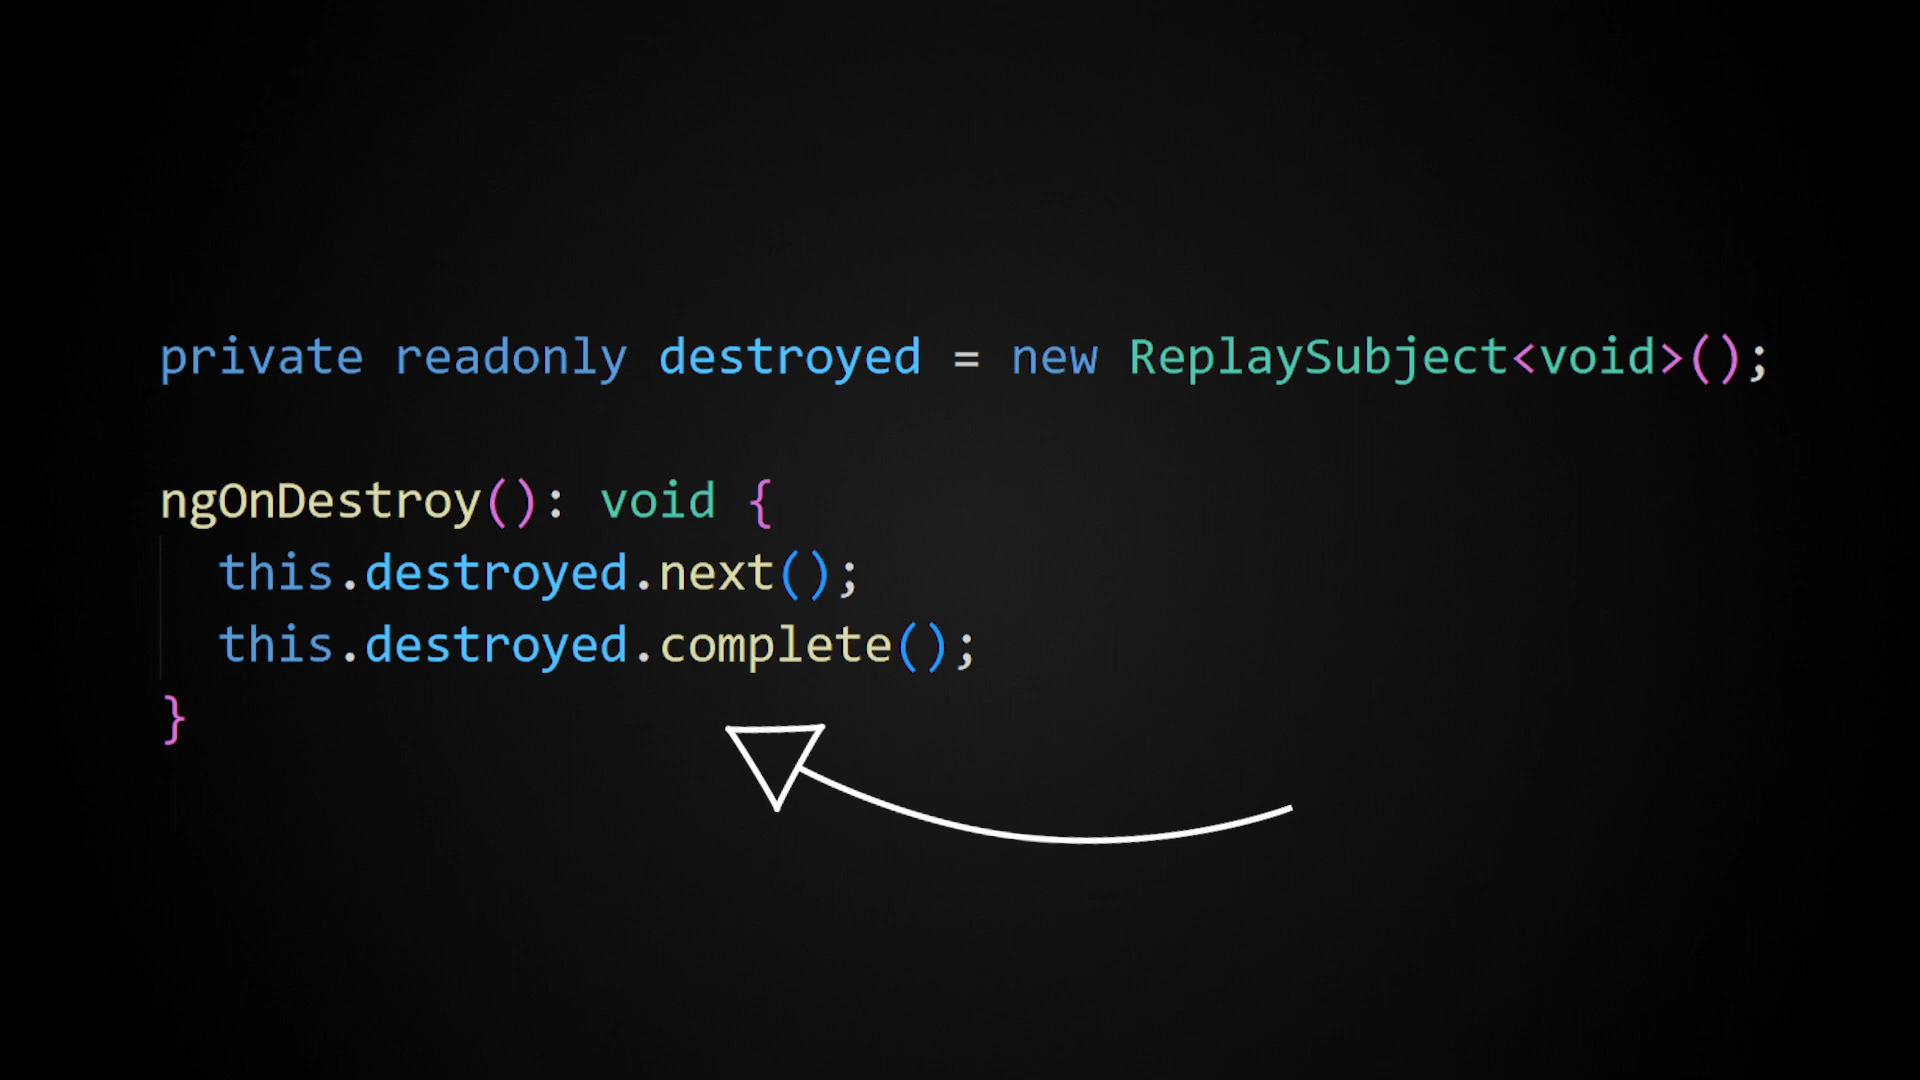 private readonly destroyed = new ReplaySubject<void>();
ngOnDestroy(): void {
this.destroyed.next();
this.destroyed.complete();
}